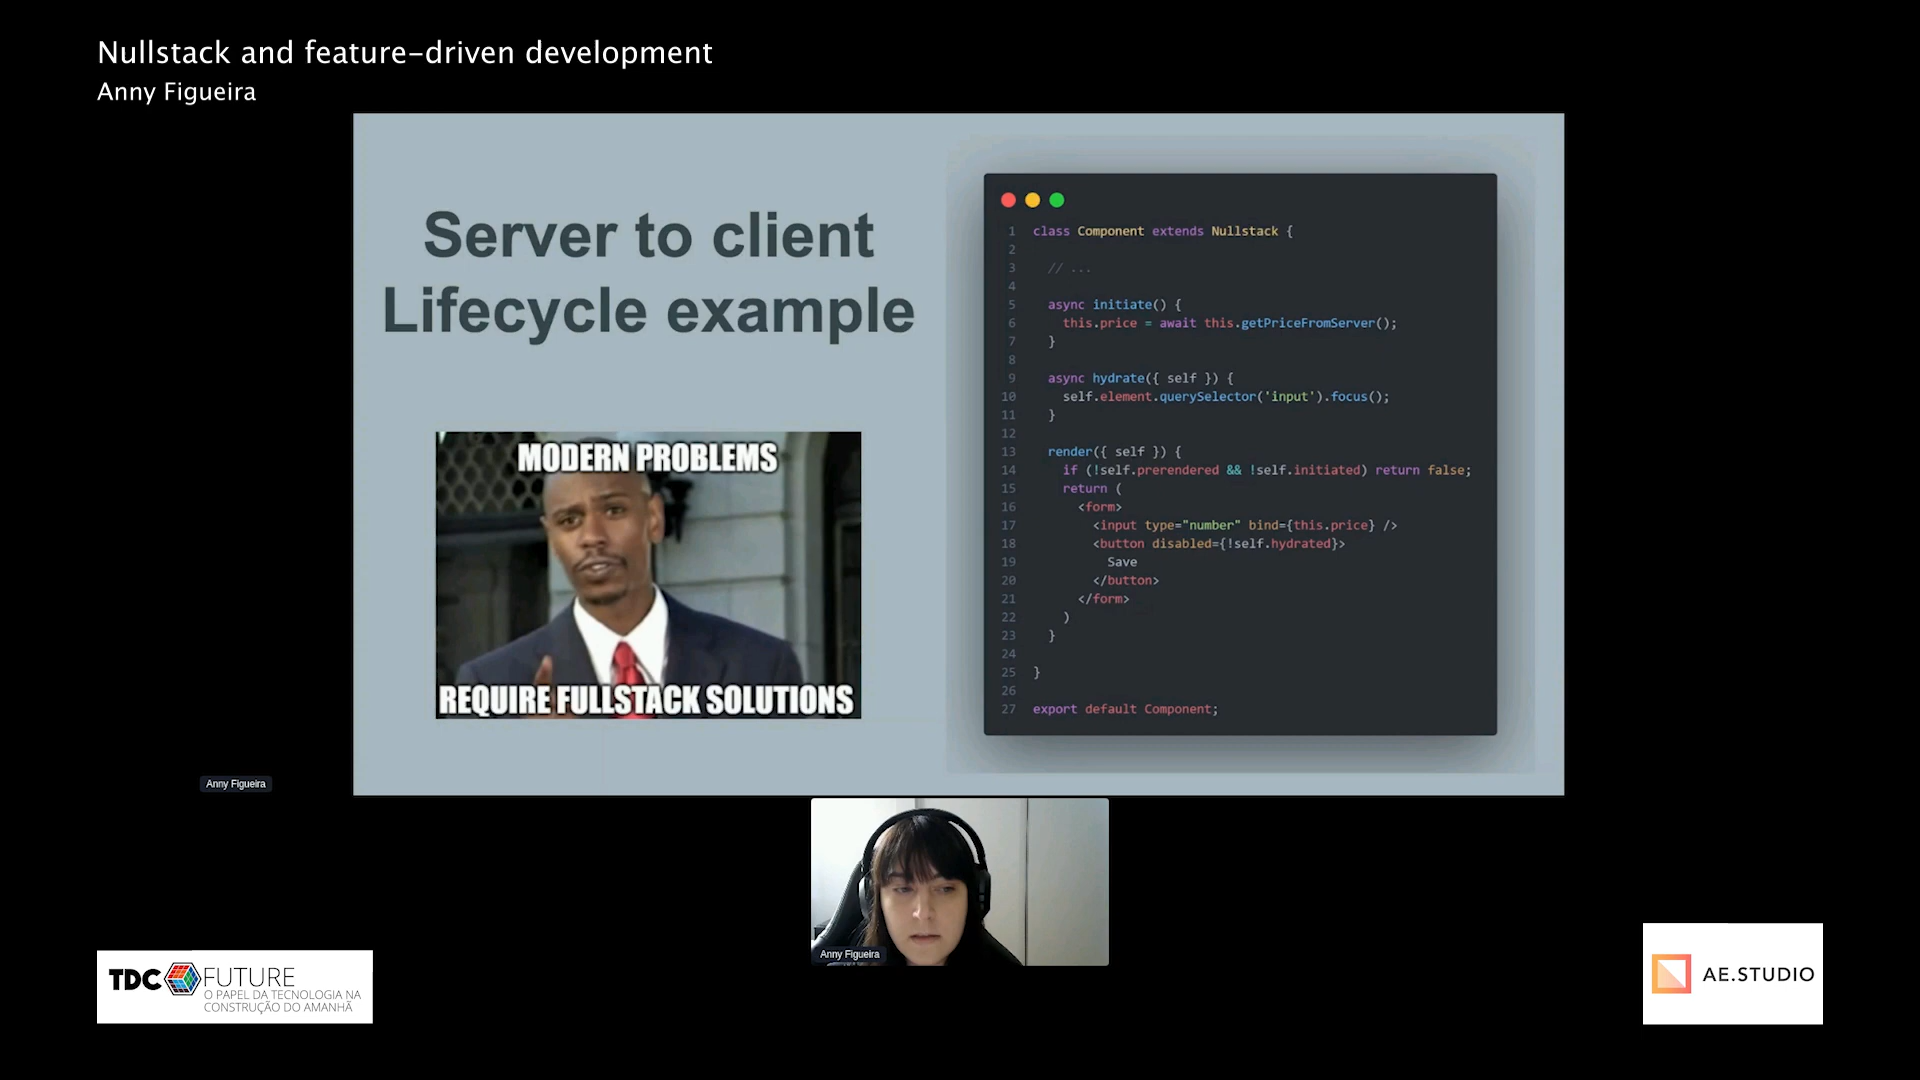 Nullstack and feature-driven development
Anny Figueira
Server to client
Lifecycle example
MODERN PROBLEMS
REQUIRE FULLSTACK SOLUTIONS
1 class Component extends Nullstack {
2
3 // ...
4
5 async initiate() {
6 this.price = await this.getPriceFromServer();
7 }
8
9 async hydrate({ self }) {
10 self.element.querySelector('input').focus();
11 }
12
13 render({ self }) {
14 if (!self.prerendered && !self.initiated) return false;
15 return (
16 <form>
17 <input type="number" bind={this.price} />
18 <button disabled={!self.hydrated}>
19 Save
20 </button>
21 </form>
22 )
23 }
24
25 }
26
27 export default Component;
Anny Figueira
Anny Figueira
TDC FUTURE
O PAPEL DA TECNOLOGIA NA
CONSTRUÇÃO DO AMANHÃ
AE.STUDIO